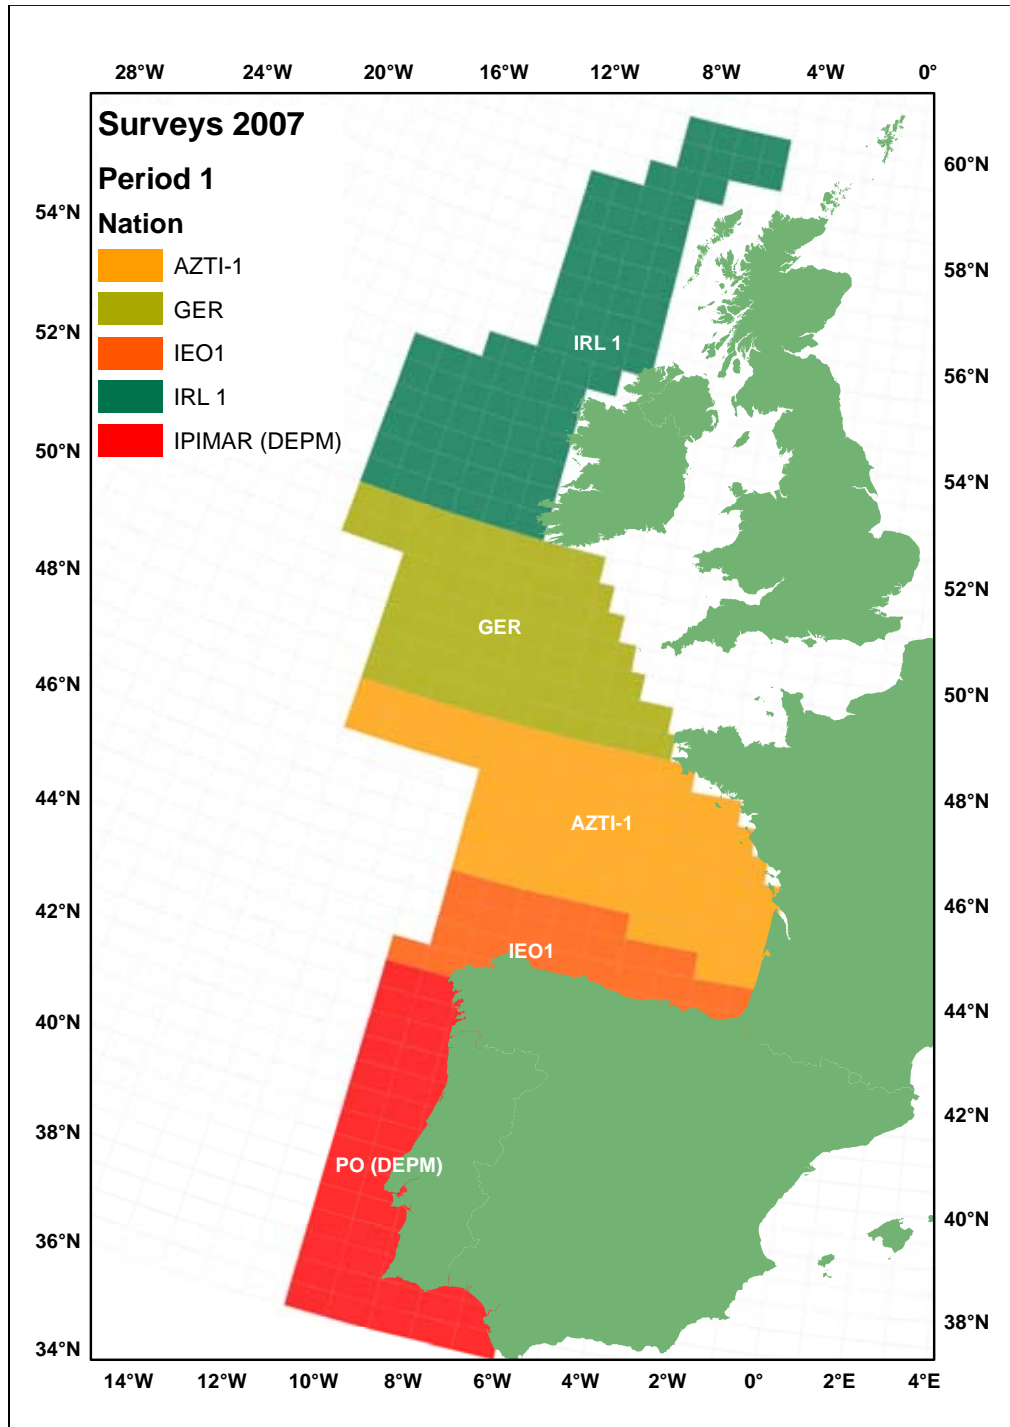 28°W 24°W 20°W 16°W 12°W 8°W 4°W 0°
Surveys 2007
Period 1
Nation
AZTI-1
GER
IEO1
IRL 1
IPIMAR (DEPM)
54°N
52°N
50°N
48°N
46°N
44°N
42°N
40°N
38°N
36°N
34°N
60°N
58°N
56°N
54°N
52°N
50°N
48°N
46°N
44°N
42°N
40°N
38°N
IRL 1
GER
AZTI-1
IEO1
PO (DEPM)
14°W 12°W 10°W 8°W 6°W 4°W 2°W 0° 2°E 4°E